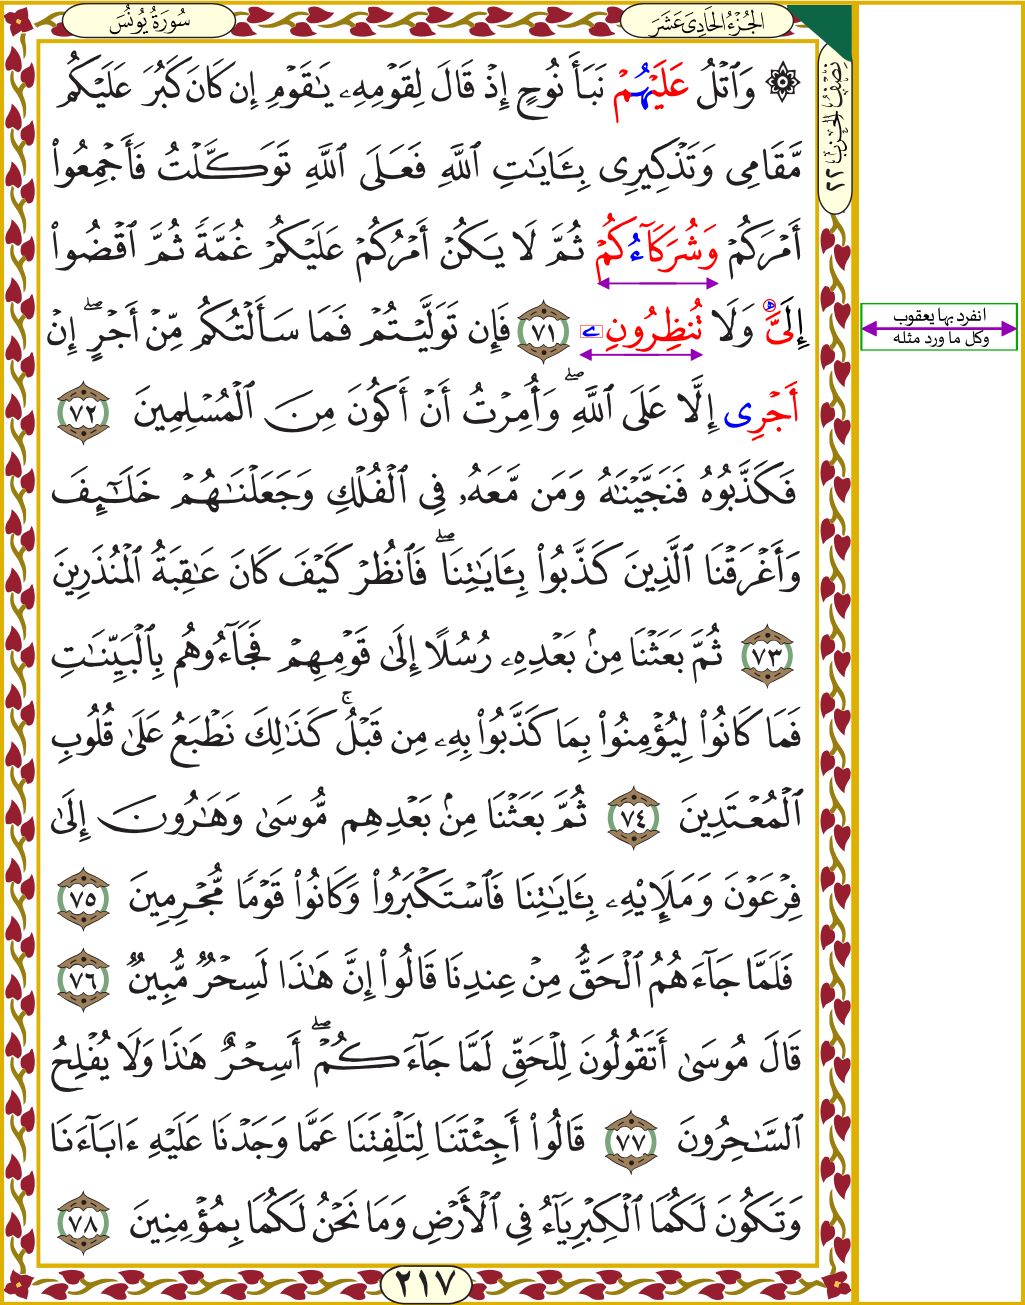 سُورَةُ يُونُسَ
الجُزْءُ الحَادِى عَشَرَ
نِصْفُ الحِزْبِ ٢٢
۞ وَٱتْلُ عَلَيْهُمْ نَبَأَ نُوحٍ إِذْ قَالَ لِقَوْمِهِۦ يَٰقَوْمِ إِن كَانَ كَبُرَ عَلَيْكُم
مَّقَامِى وَتَذْكِيرِى بِـَٔايَٰتِ ٱللَّهِ فَعَلَى ٱللَّهِ تَوَكَّلْتُ فَأَجْمِعُوا۟
أَمْرَكُمْ وَشُرَكَآءُكُمْ ثُمَّ لَا يَكُنْ أَمْرُكُمْ عَلَيْكُمْ غُمَّةً ثُمَّ ٱقْضُوٓا۟
إِلَىَّ وَلَا تُنظِرُونِۦ ٧١ فَإِن تَوَلَّيْتُمْ فَمَا سَأَلْتُكُم مِّنْ أَجْرٍ ۖ إِنْ
أَجْرِى إِلَّا عَلَى ٱللَّهِ ۖ وَأُمِرْتُ أَنْ أَكُونَ مِنَ ٱلْمُسْلِمِينَ ٧٢
فَكَذَّبُوهُ فَنَجَّيْنَٰهُ وَمَن مَّعَهُۥ فِى ٱلْفُلْكِ وَجَعَلْنَٰهُمْ خَلَٰٓئِفَ
وَأَغْرَقْنَا ٱلَّذِينَ كَذَّبُوا۟ بِـَٔايَٰتِنَا ۖ فَٱنظُرْ كَيْفَ كَانَ عَٰقِبَةُ ٱلْمُنذَرِينَ
٧٣ ثُمَّ بَعَثْنَا مِنۢ بَعْدِهِۦ رُسُلًا إِلَىٰ قَوْمِهِمْ فَجَآءُوهُم بِٱلْبَيِّنَٰتِ
فَمَا كَانُوا۟ لِيُؤْمِنُوا۟ بِمَا كَذَّبُوا۟ بِهِۦ مِن قَبْلُ ۚ كَذَٰلِكَ نَطْبَعُ عَلَىٰ قُلُوبِ
ٱلْمُعْتَدِينَ ٧٤ ثُمَّ بَعَثْنَا مِنۢ بَعْدِهِم مُّوسَىٰ وَهَٰرُونَ إِلَىٰ
فِرْعَوْنَ وَمَلَإِي۟هِۦ بِـَٔايَٰتِنَا فَٱسْتَكْبَرُوا۟ وَكَانُوا۟ قَوْمًا مُّجْرِمِينَ ٧٥
فَلَمَّا جَآءَهُمُ ٱلْحَقُّ مِنْ عِندِنَا قَالُوٓا۟ إِنَّ هَٰذَا لَسِحْرٌ مُّبِينٌ ٧٦
قَالَ مُوسَىٰ أَتَقُولُونَ لِلْحَقِّ لَمَّا جَآءَكُمْ ۖ أَسِحْرٌ هَٰذَا وَلَا يُفْلِحُ
ٱلسَّٰحِرُونَ ٧٧ قَالُوٓا۟ أَجِئْتَنَا لِتَلْفِتَنَا عَمَّا وَجَدْنَا عَلَيْهِ ءَابَآءَنَا
وَتَكُونَ لَكُمَا ٱلْكِبْرِيَآءُ فِى ٱلْأَرْضِ وَمَا نَحْنُ لَكُمَا بِمُؤْمِنِينَ ٧٨
٢١٧
انفرد بها يعقوب
وكل ما ورد مثله